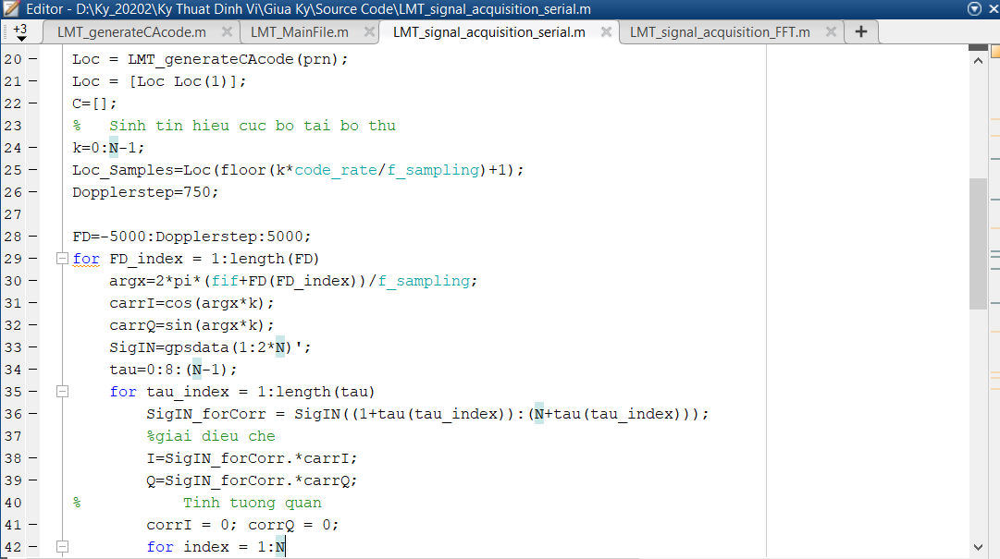 Editor - D:\Ky_20202\Ky Thuat Dinh Vi\Giua Ky\Source Code\LMT_signal_acquisition_serial.m
+3 LMT_generateCAcode.m LMT_MainFile.m LMT_signal_acquisition_serial.m LMT_signal_acquisition_FFT.m +
20 - Loc = LMT_generateCAcode(prn);
21 - Loc = [Loc Loc(1)];
22 - C=[];
23 %   Sinh tin hieu cuc bo tai bo thu
24 - k=0:N-1;
25 - Loc_Samples=Loc(floor(k*code_rate/f_sampling)+1);
26 - Dopplerstep=750;
27
28 - FD=-5000:Dopplerstep:5000;
29 - for FD_index = 1:length(FD)
30 -     argx=2*pi*(fif+FD(FD_index))/f_sampling;
31 -     carrI=cos(argx*k);
32 -     carrQ=sin(argx*k);
33 -     SigIN=gpsdata(1:2*N)';
34 -     tau=0:8:(N-1);
35 -     for tau_index = 1:length(tau)
36 -         SigIN_forCorr = SigIN((1+tau(tau_index)):(N+tau(tau_index)));
37         %giai dieu che
38 -         I=SigIN_forCorr.*carrI;
39 -         Q=SigIN_forCorr.*carrQ;
40 %           Tinh tuong quan
41 -         corrI = 0; corrQ = 0;
42 -         for index = 1:N